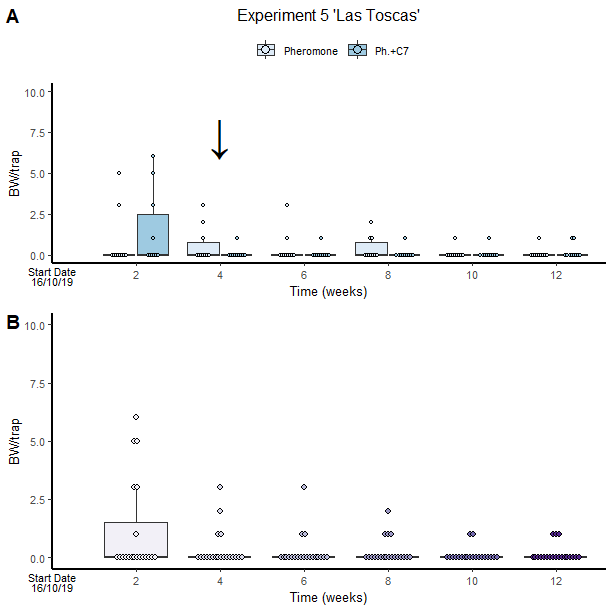 A
Experiment 5 'Las Toscas'
Pheromone
Ph.+C7
BW/trap
10.0
7.5
5.0
2.5
0.0
Start Date
16/10/19
2
4
6
8
10
12
Time (weeks)
B
BW/trap
10.0
7.5
5.0
2.5
0.0
Start Date
16/10/19
2
4
6
8
10
12
Time (weeks)